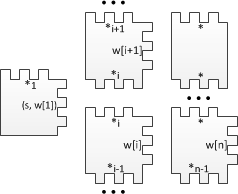 *1
(s, w[1])
•••
*i+1
w[i+1]
*i
*i
w[i]
*i-1
•••
*
*
•••
*
w[n]
*n-1